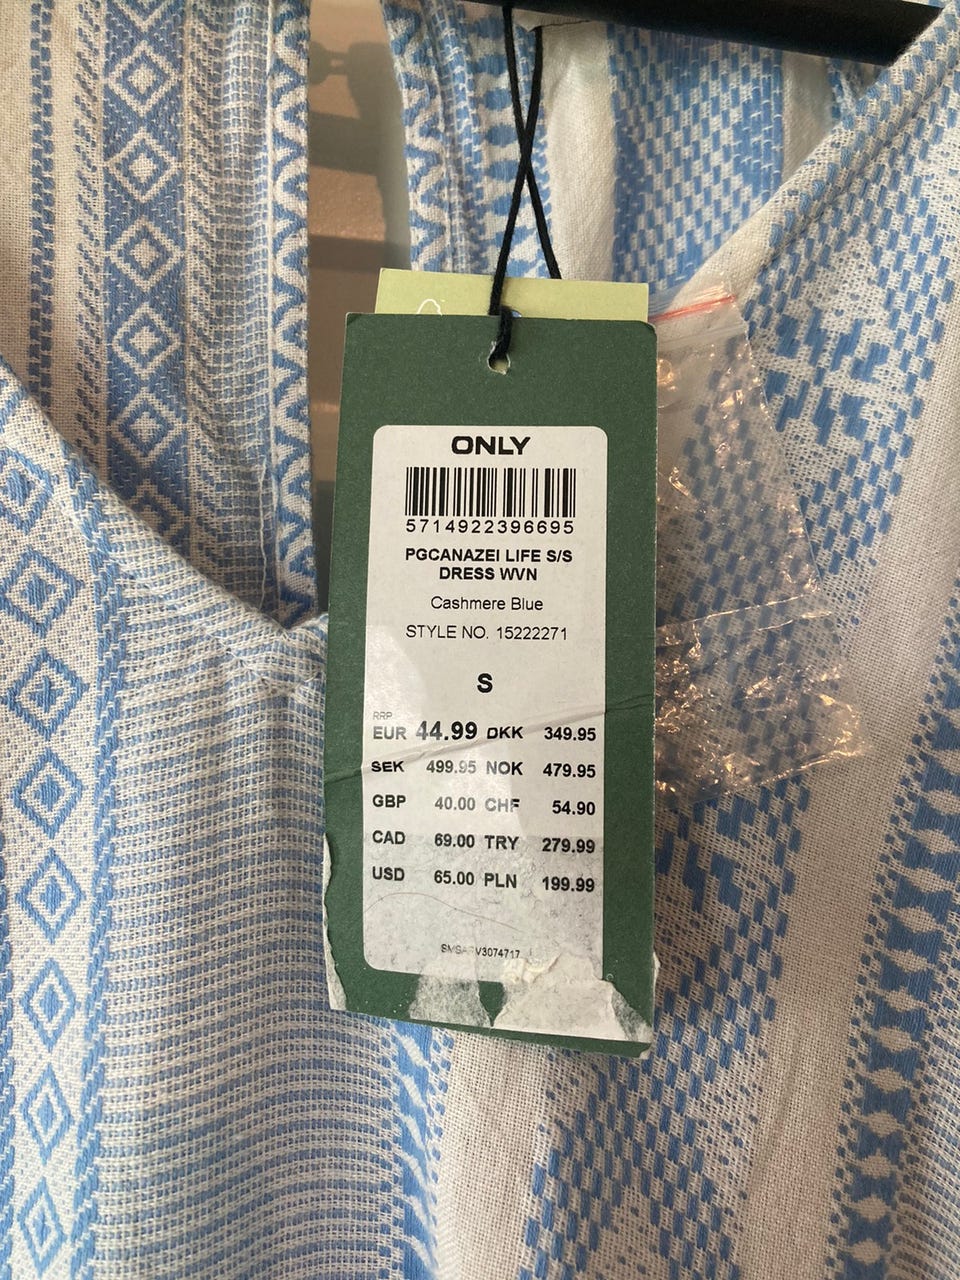 ONLY
5714922396695
PGCANAZEI LIFE S/S
DRESS WVN
Cashmere Blue
STYLE NO. 15222271
S
RRP
EUR 44.99 DKK 349.95
SEK 499.95 NOK 479.95
GBP 40.00 CHF 54.90
CAD 69.00 TRY 279.99
USD 65.00 PLN 199.99